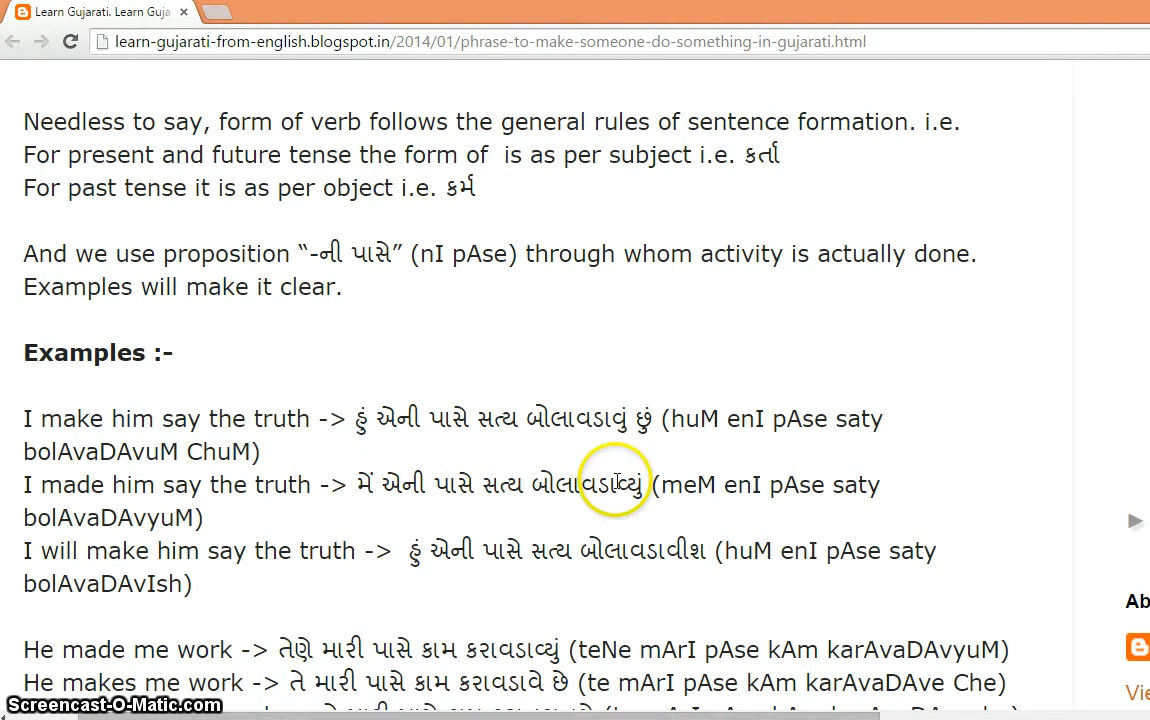 Learn Gujarati. Learn Guja
learn-gujarati-from-english.blogspot.in/2014/01/phrase-to-make-someone-do-something-in-gujarati.html
Needless to say, form of verb follows the general rules of sentence formation. i.e.
For present and future tense the form of  is as per subject i.e. કર્તા
For past tense it is as per object i.e. કર્મ
And we use proposition “-ની પાસે” (nI pAse) through whom activity is actually done.
Examples will make it clear.
Examples :-
I make him say the truth -> હું એની પાસે સત્ય બોલાવડાવું છું (huM enI pAse saty
bolAvaDAvuM ChuM)
I made him say the truth -> મેં એની પાસે સત્ય બોલાવડાવ્યું (meM enI pAse saty
bolAvaDAvyuM)
I will make him say the truth ->  હું એની પાસે સત્ય બોલાવડાવીશ (huM enI pAse saty
bolAvaDAvIsh)
Ab
He made me work -> તેણે મારી પાસે કામ કરાવડાવ્યું (teNe mArI pAse kAm karAvaDAvyuM)
He makes me work -> તે મારી પાસે કામ કરાવડાવે છે (te mArI pAse kAm karAvaDAve Che)
Vie
Screencast-O-Matic.com